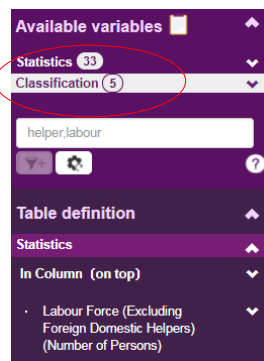 Available variables
Statistics 33
Classification 5
helper,labour
?
Table definition
Statistics
In Column (on top)
· Labour Force (Excluding
Foreign Domestic Helpers)
(Number of Persons)